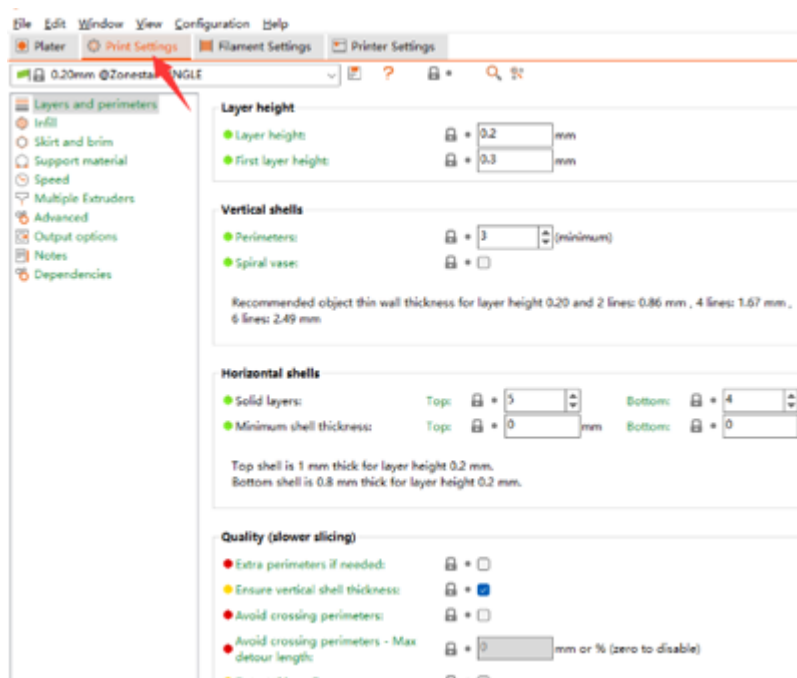 File Edit Window View Configuration Help
Plater Print Settings Filament Settings Printer Settings
0.20mm @Zonestar NGLE
Layers and perimeters
Infill
Skirt and brim
Support material
Speed
Multiple Extruders
Advanced
Output options
Notes
Dependencies
Layer height
Layer height: 0.2 mm
First layer height: 0.3 mm
Vertical shells
Perimeters: 3 (minimum)
Spiral vase:
Recommended object thin wall thickness for layer height 0.20 and 2 lines: 0.86 mm , 4 lines: 1.67 mm ,
6 lines: 2.49 mm
Horizontal shells
Solid layers: Top: 5 Bottom: 4
Minimum shell thickness: Top: 0 mm Bottom: 0
Top shell is 1 mm thick for layer height 0.2 mm.
Bottom shell is 0.8 mm thick for layer height 0.2 mm.
Quality (slower slicing)
Extra perimeters if needed:
Ensure vertical shell thickness:
Avoid crossing perimeters:
Avoid crossing perimeters - Max
detour length: 0 mm or % (zero to disable)